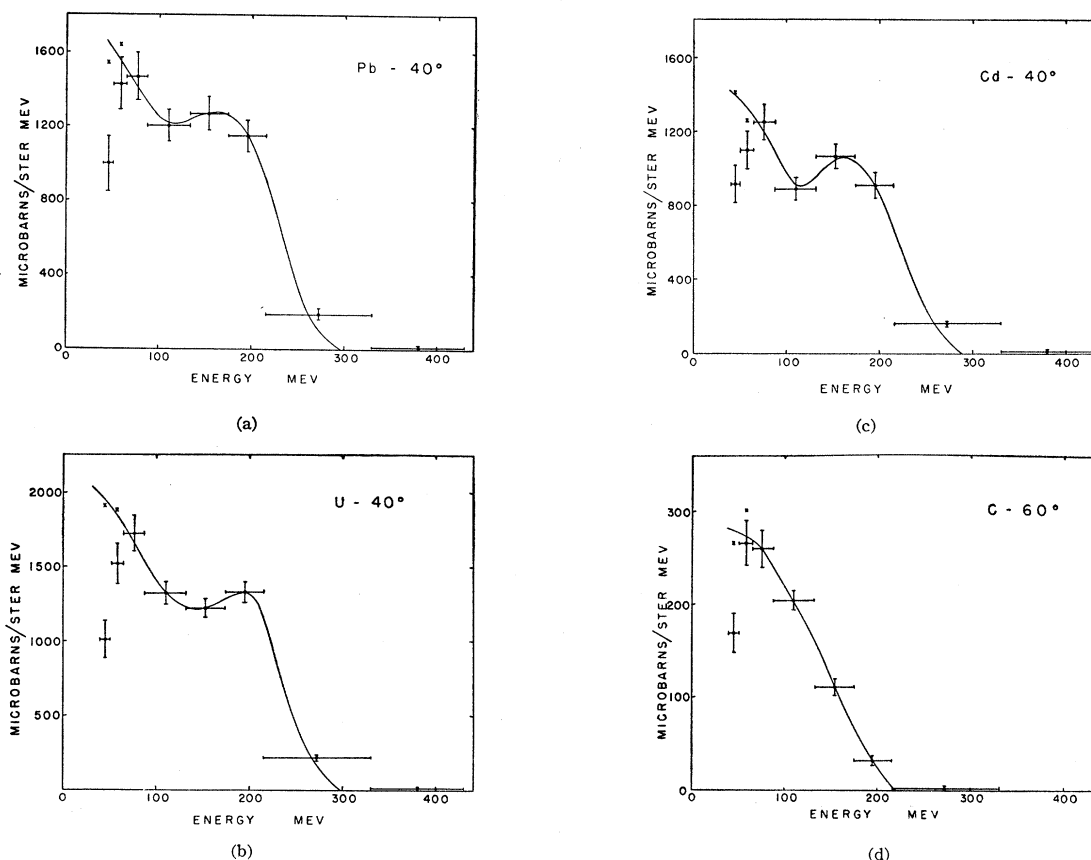 Pb - 40°
1600
1200
800
400
0
MICROBARNS/STER MEV
0 100 200 300 400
ENERGY MEV
(a)
Cd - 40°
1600
1200
800
400
0
MICROBARNS/STER MEV
0 100 200 300 400
ENERGY MEV
(c)
U - 40°
2000
1500
1000
500
MICROBARNS/STER MEV
0 100 200 300 400
ENERGY MEV
(b)
C - 60°
300
200
100
0
MICROBARNS/STER MEV
0 100 200 300 400
ENERGY MEV
(d)